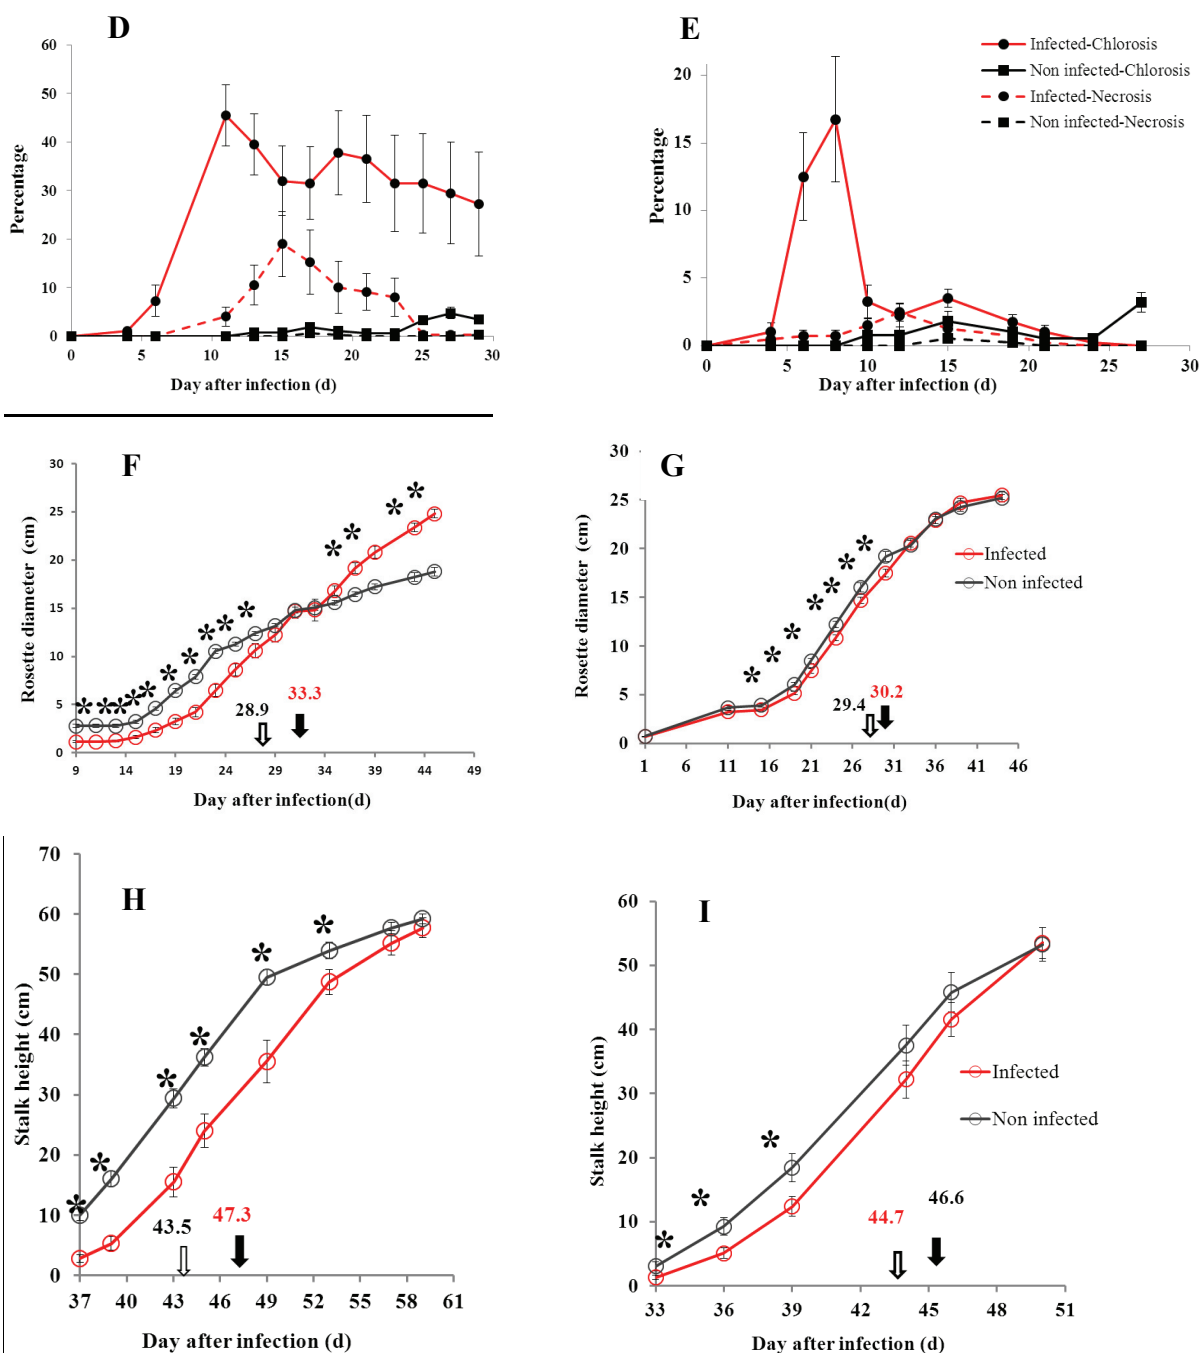 D
60
50
40
30
20
10
0
Percentage
0 5 10 15 20 25 30
Day after infection (d)
E
20
15
10
5
0
Percentage
0 5 10 15 20 25 30
Day after infection (d)
Infected-Chlorosis
Non infected-Chlorosis
Infected-Necrosis
Non infected-Necrosis
F
30
25
20
15
10
5
0
Rosette diameter (cm)
28.9
33.3
9 14 19 24 29 34 39 44 49
Day after infection(d)
G
30
25
20
15
10
5
0
Rosette diameter (cm)
29.4
30.2
Infected
Non infected
1 6 11 16 21 26 31 36 41 46
Day after infection(d)
H
70
60
50
40
30
20
10
0
Stalk height (cm)
43.5
47.3
37 40 43 46 49 52 55 58 61
Day after infection (d)
I
60
50
40
30
20
10
0
Stalk height (cm)
44.7
46.6
Infected
Non infected
33 36 39 42 45 48 51
Day after infection (d)